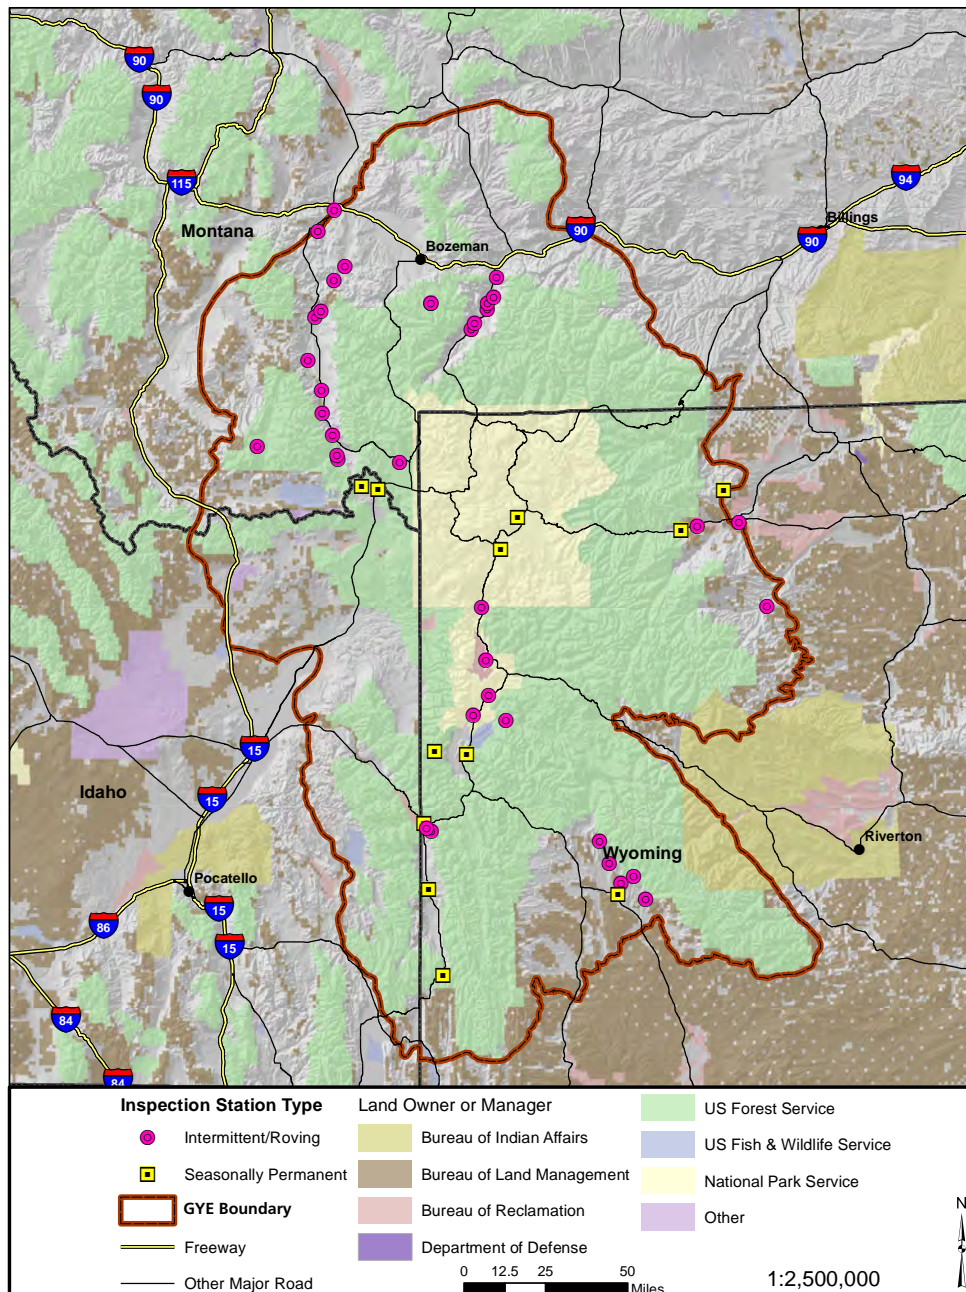 90
90
115
94
Billings
90
90
Montana
Bozeman
15
Idaho
15
Wyoming
Riverton
Pocatello
15
86
15
84
84
Inspection Station Type
Intermittent/Roving
Seasonally Permanent
GYE Boundary
Freeway
Other Major Road
Land Owner or Manager
Bureau of Indian Affairs
Bureau of Land Management
Bureau of Reclamation
Department of Defense
US Forest Service
US Fish & Wildlife Service
National Park Service
Other
0 12.5 25 50
Miles
1:2,500,000
N